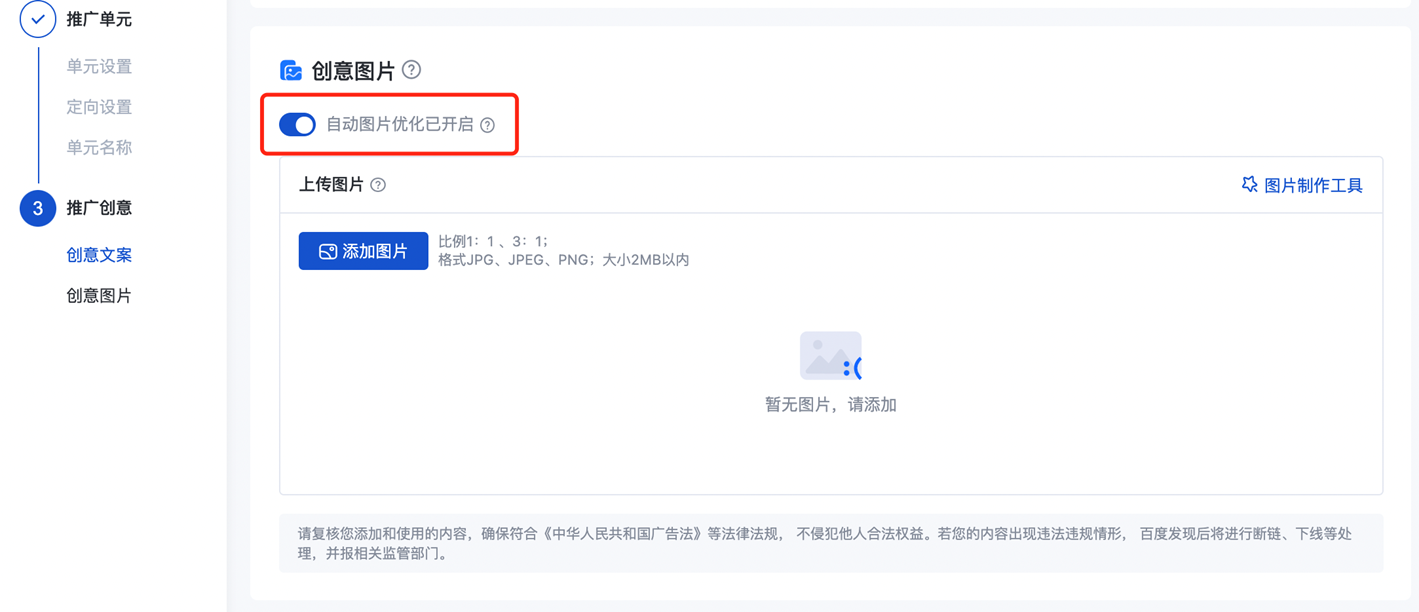 推广单元
单元设置
定向设置
单元名称
3
推广创意
创意文案
创意图片
创意图片
自动图片优化已开启
上传图片
图片制作工具
添加图片
比例1：1 、3：1；
格式JPG、JPEG、PNG；大小2MB以内
暂无图片，请添加
请复核您添加和使用的内容，确保符合《中华人民共和国广告法》等法律法规， 不侵犯他人合法权益。若您的内容出现违法违规情形， 百度发现后将进行断链、下线等处
理，并报相关监管部门。